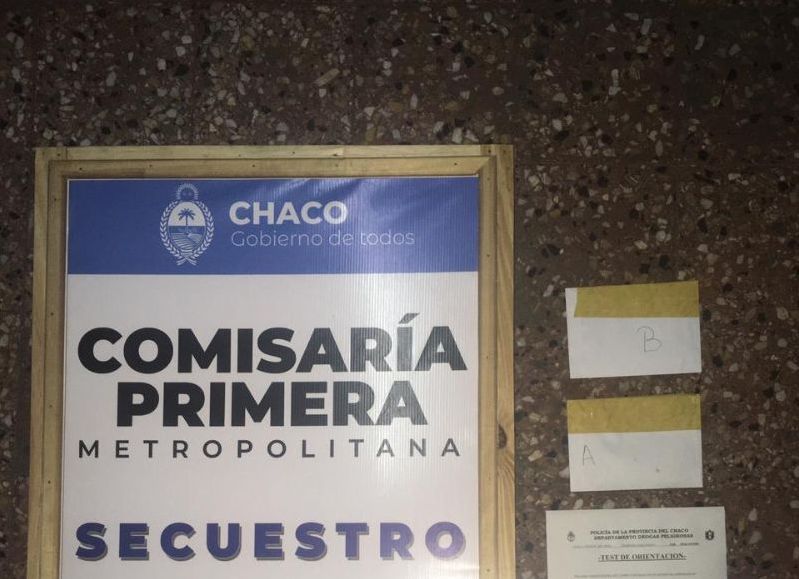 CHACO
Gobierno de todos
COMISARÍA
PRIMERA
METROPOLITANA
SECUESTRO
B
A
POLICIA DE LA PROVINCIA DEL CHACO
DEPARTAMENTO DROGAS PELIGROSAS
-TEST DE ORIENTACION-